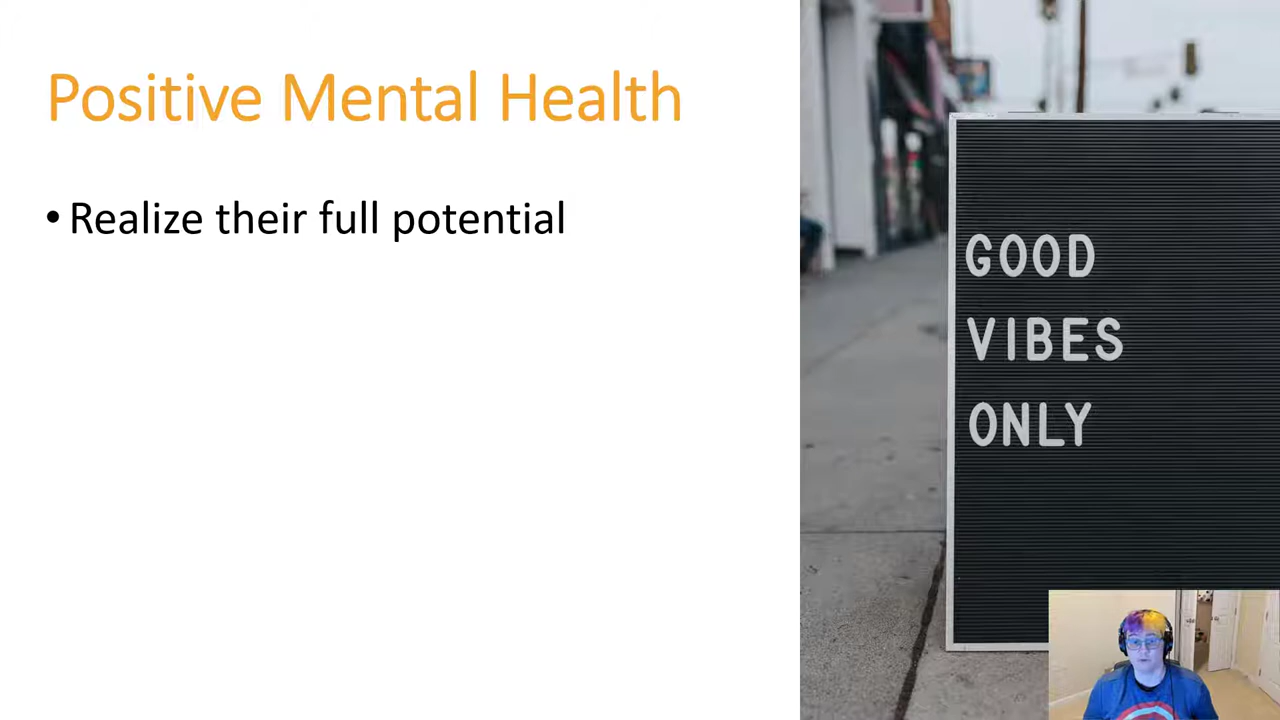 Positive Mental Health
• Realize their full potential
GOOD
VIBES
ONLY